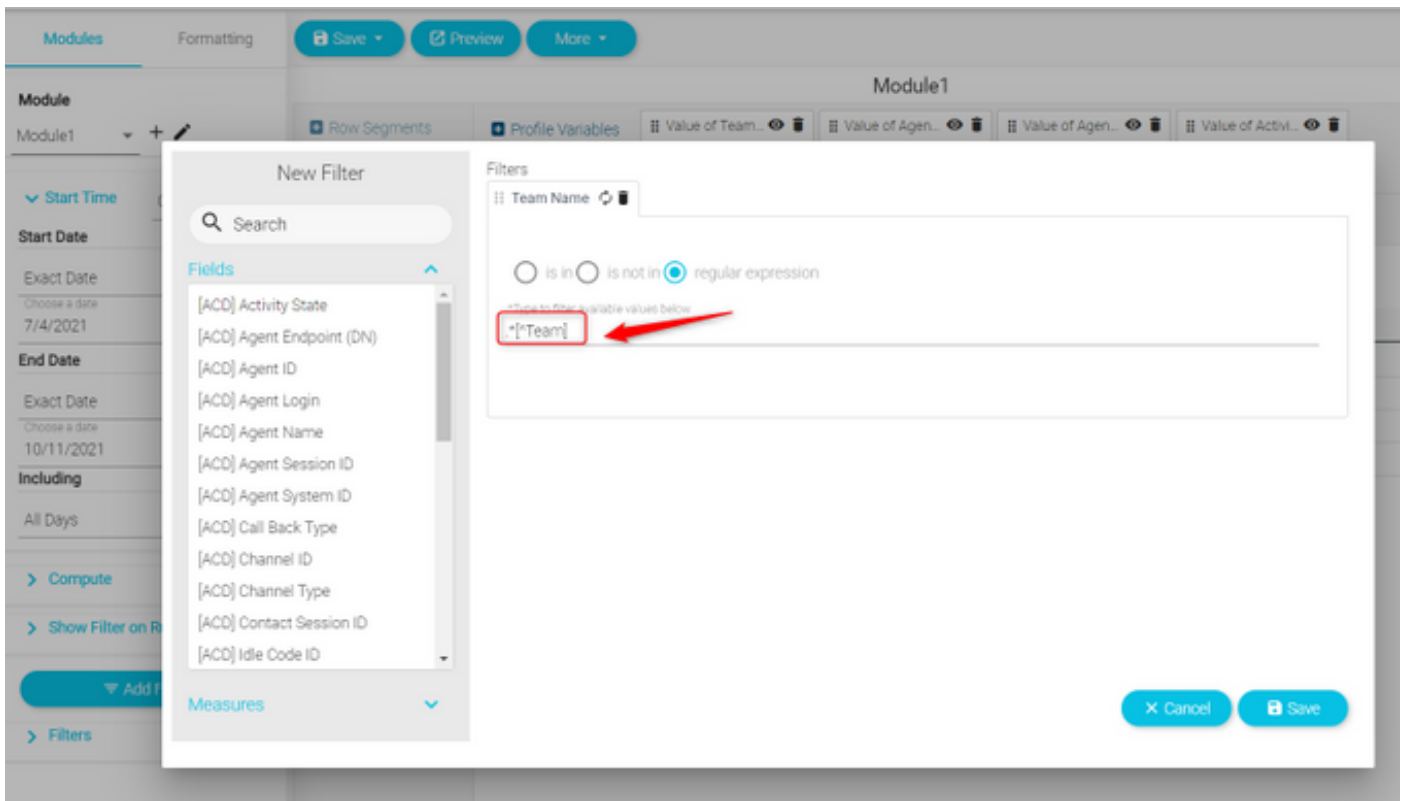 Modules Formatting Save Preview More
Module1
Module
Module1
Row Segments Profile Variables Value of Team... Value of Agen... Value of Agen... Value of Activi...
Start Time
Start Date
Exact Date
Choose a date
7/4/2021
End Date
Exact Date
Choose a date
10/11/2021
Including
All Days
Compute
Show Filter on R
Add F
Filters
New Filter
Search
Fields
[ACD] Activity State
[ACD] Agent Endpoint (DN)
[ACD] Agent ID
[ACD] Agent Login
[ACD] Agent Name
[ACD] Agent Session ID
[ACD] Agent System ID
[ACD] Call Back Type
[ACD] Channel ID
[ACD] Channel Type
[ACD] Contact Session ID
[ACD] Idle Code ID
Measures
Filters
Team Name
is in is not in regular expression
*Type to filter available values below
.*[^Team]
Cancel Save